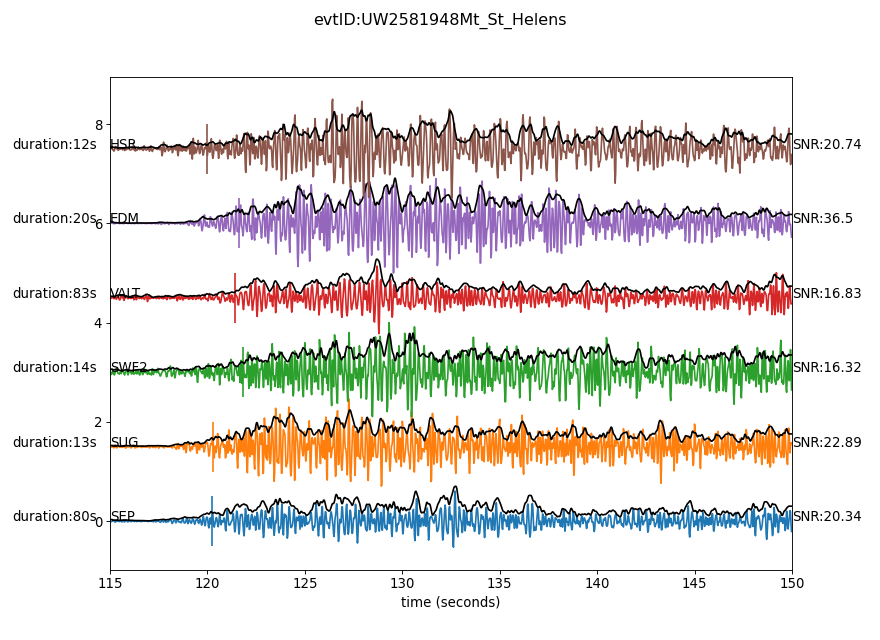 evtID:UW2581948Mt_St_Helens
8
duration:12s HSR SNR:20.74
duration:20s EDM SNR:36.5
6
duration:83s VALT SNR:16.83
4
duration:14s SWF2 SNR:16.32
2
duration:13s SUG SNR:22.89
duration:80s SEP SNR:20.34
0
115 120 125 130 135 140 145 150
time (seconds)